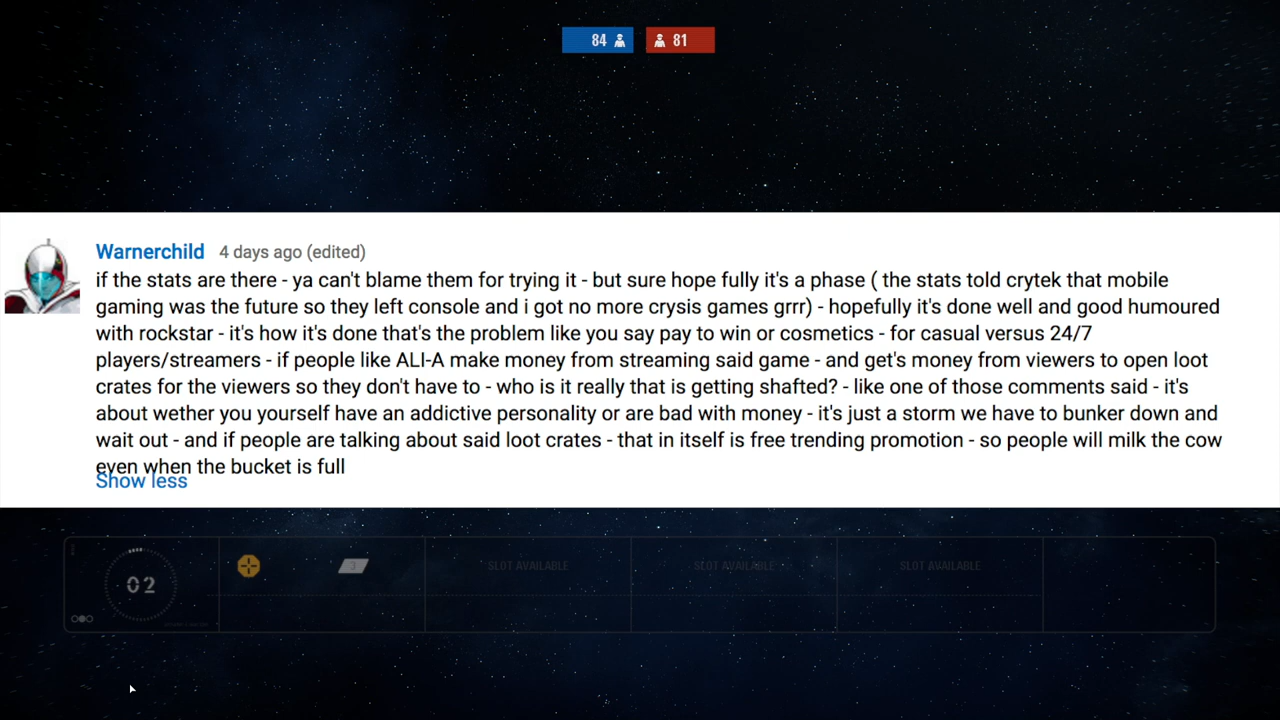 84 81
Warnerchild 4 days ago (edited)
if the stats are there - ya can't blame them for trying it - but sure hope fully it's a phase ( the stats told crytek that mobile
gaming was the future so they left console and i got no more crysis games grrr) - hopefully it's done well and good humoured
with rockstar - it's how it's done that's the problem like you say pay to win or cosmetics - for casual versus 24/7
players/streamers - if people like ALI-A make money from streaming said game - and get's money from viewers to open loot
crates for the viewers so they don't have to - who is it really that is getting shafted? - like one of those comments said - it's
about wether you yourself have an addictive personality or are bad with money - it's just a storm we have to bunker down and
wait out - and if people are talking about said loot crates - that in itself is free trending promotion - so people will milk the cow
even when the bucket is full
Show less
02 3 SLOT AVAILABLE SLOT AVAILABLE SLOT AVAILABLE